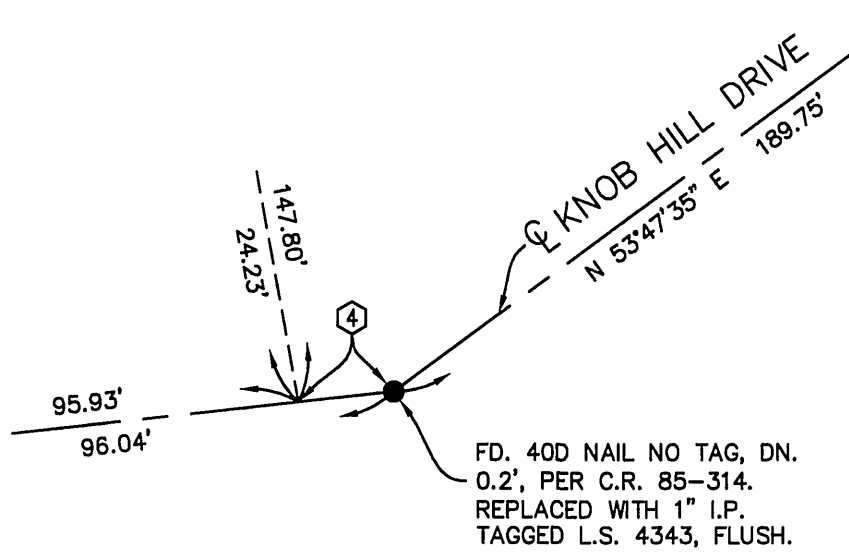 ℄ KNOB HILL DRIVE
189.75'
N 53°47'35" E
147.80'
24.23'
4
95.93'
96.04'
FD. 40D NAIL NO TAG, DN.
0.2', PER C.R. 85-314.
REPLACED WITH 1" I.P.
TAGGED L.S. 4343, FLUSH.